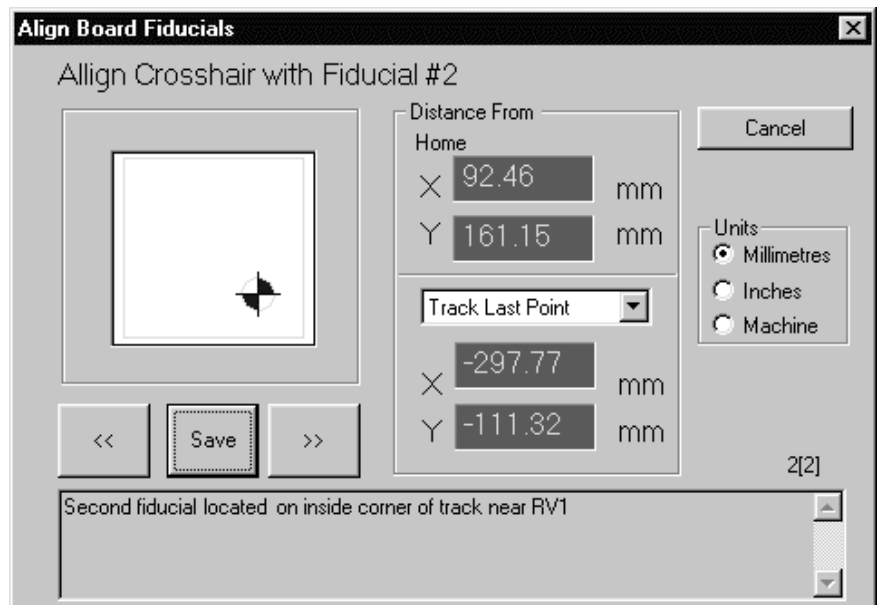 Align Board Fiducials
Allign Crosshair with Fiducial #2
Distance From
Home
X 92.46 mm
Y 161.15 mm
Track Last Point
X -297.77 mm
Y -111.32 mm
Cancel
Units
Millimetres
Inches
Machine
<< Save >>
2[2]
Second fiducial located on inside corner of track near RV1